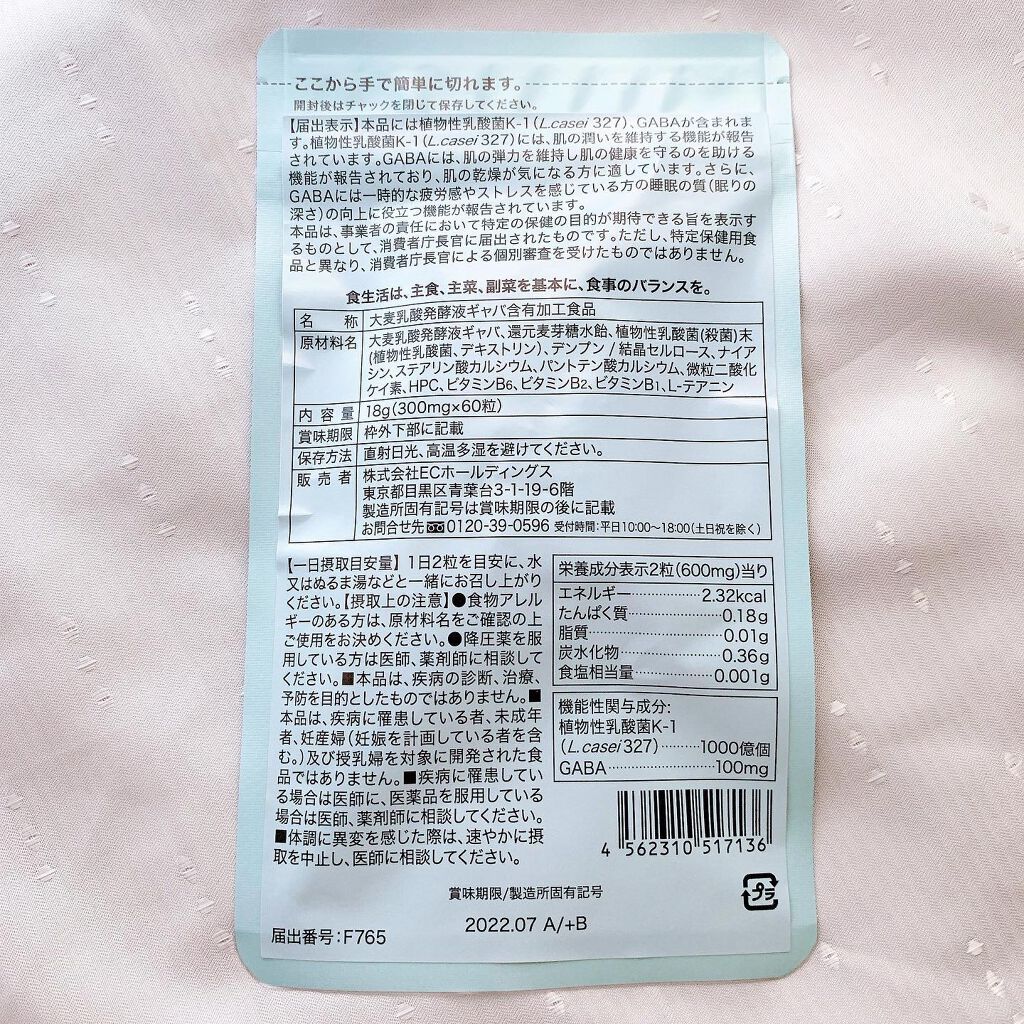 ここから手で簡単に切れます。
開封後はチャックを閉じて保存してください。
【届出表示】本品には植物性乳酸菌K-1(L.casei 327)、GABAが含まれま
す。植物性乳酸菌K-1(L.casei 327)には、肌の潤いを維持する機能が報告
されています。GABAには、肌の弾力を維持し肌の健康を守るのを助ける
機能が報告されており、肌の乾燥が気になる方に適しています。さらに、
GABAには一時的な疲労感やストレスを感じている方の睡眠の質(眠りの
深さ)の向上に役立つ機能が報告されています。
本品は、事業者の責任において特定の保健の目的が期待できる旨を表示す
るものとして、消費者庁長官に届出されたものです。ただし、特定保健用食
品と異なり、消費者庁長官による個別審査を受けたものではありません。
食生活は、主食、主菜、副菜を基本に、食事のバランスを。
名 称 大麦乳酸発酵液ギャバ含有加工食品
原材料名 大麦乳酸発酵液ギャバ、還元麦芽糖水飴、植物性乳酸菌(殺菌)末
(植物性乳酸菌、デキストリン)、デンプン / 結晶セルロース、ナイア
シン、ステアリン酸カルシウム、パントテン酸カルシウム、微粒二酸化
ケイ素、HPC、ビタミンB6、ビタミンB2、ビタミンB1、L-テアニン
内 容 量 18g(300mg×60粒)
賞味期限 枠外下部に記載
保存方法 直射日光、高温多湿を避けてください。
販 売 者 株式会社ECホールディングス
東京都目黒区青葉台3-1-19-6階
製造所固有記号は賞味期限の後に記載
お問合せ先 0120-39-0596 受付時間:平日10:00〜18:00(土日祝を除く)
【一日摂取目安量】1日2粒を目安に、水
又はぬるま湯などと一緒にお召し上がり
ください。【摂取上の注意】●食物アレル
ギーのある方は、原材料名をご確認の上
ご使用をお決めください。●降圧薬を服
用している方は医師、薬剤師に相談して
ください。■本品は、疾病の診断、治療、
予防を目的としたものではありません。■
本品は、疾病に罹患している者、未成年
者、妊産婦(妊娠を計画している者を含
む。)及び授乳婦を対象に開発された食
品ではありません。■疾病に罹患してい
る場合は医師に、医薬品を服用している
場合は医師、薬剤師に相談してください。
■体調に異変を感じた際は、速やかに摂
取を中止し、医師に相談してください。
栄養成分表示2粒(600mg)当り
エネルギー…………2.32kcal
たんぱく質…………0.18g
脂質…………0.01g
炭水化物…………0.36g
食塩相当量…………0.001g
機能性関与成分:
植物性乳酸菌K-1
(L.casei 327)………1000億個
GABA…………100mg
4 562310 517136
プラ
賞味期限/製造所固有記号
2022.07 A/+B
届出番号:F765